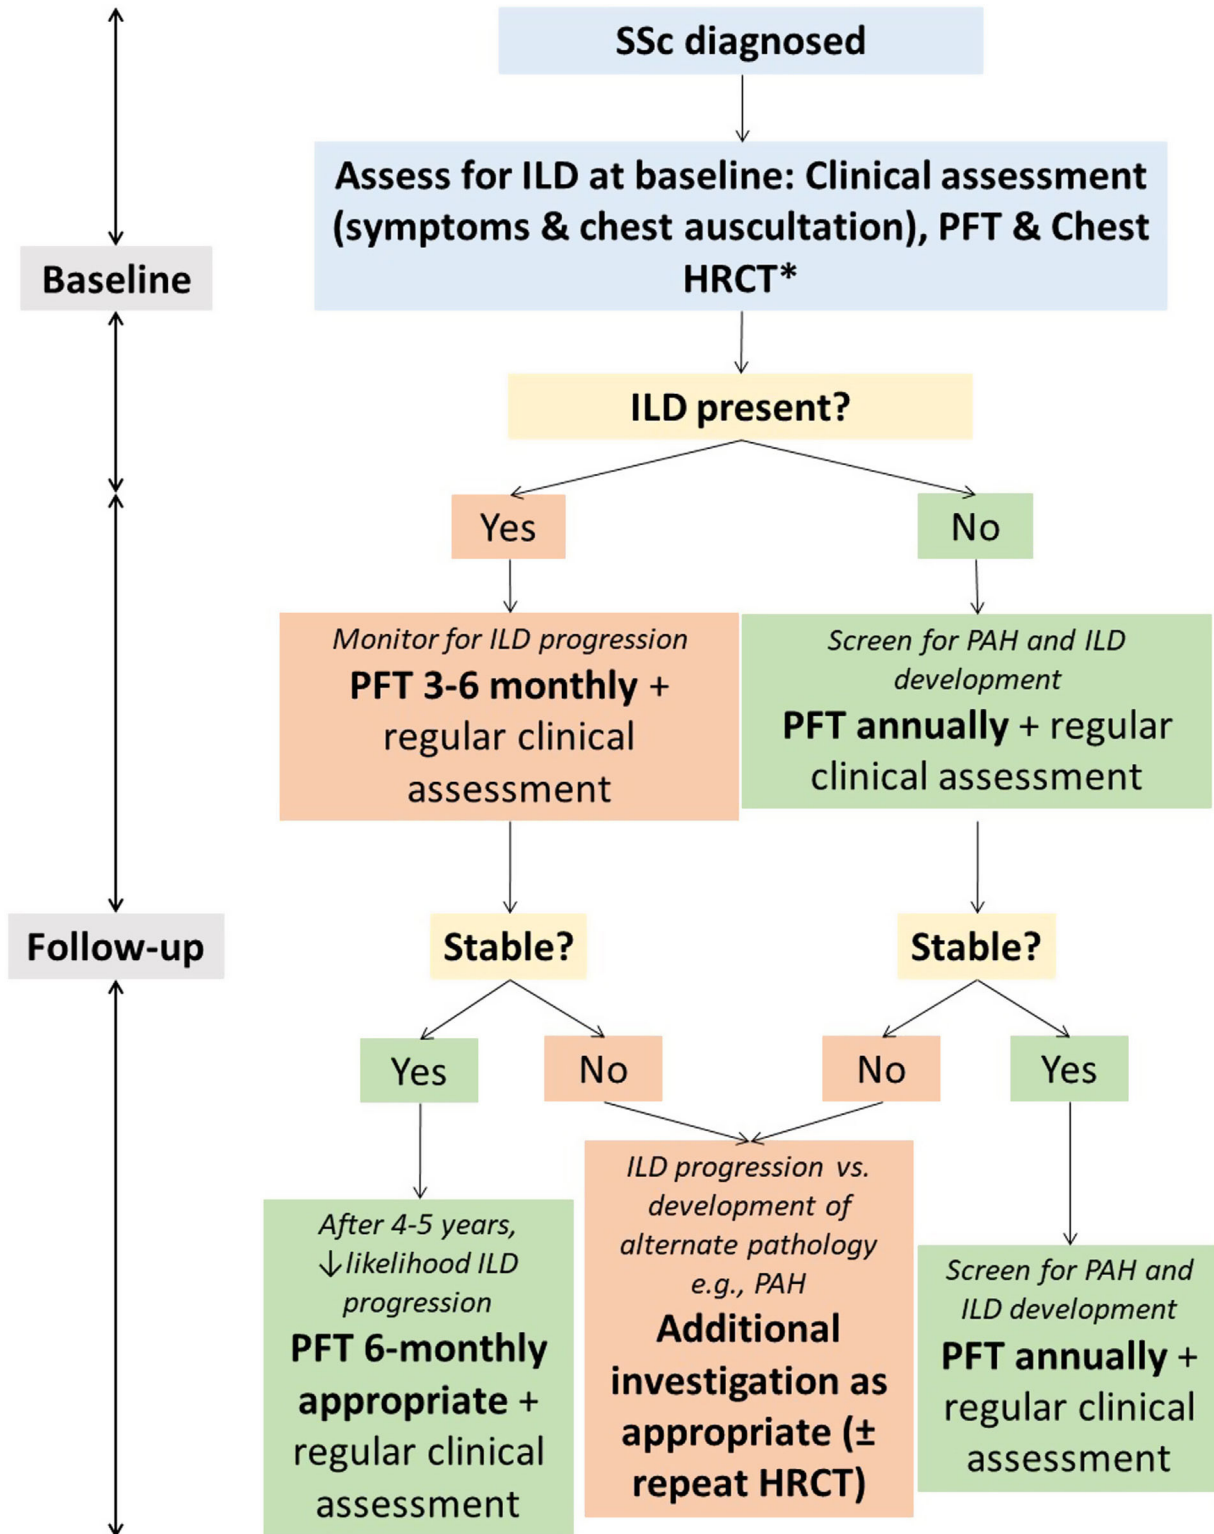 SSc diagnosed
Assess for ILD at baseline: Clinical assessment
(symptoms & chest auscultation), PFT & Chest
HRCT*
Baseline
ILD present?
Yes
No
Monitor for ILD progression
PFT 3-6 monthly +
regular clinical
assessment
Screen for PAH and ILD
development
PFT annually + regular
clinical assessment
Follow-up
Stable?
Stable?
Yes
No
No
Yes
After 4-5 years,
↓likelihood ILD
progression
PFT 6-monthly
appropriate +
regular clinical
assessment
ILD progression vs.
development of
alternate pathology
e.g., PAH
Additional
investigation as
appropriate (±
repeat HRCT)
Screen for PAH and
ILD development
PFT annually +
regular clinical
assessment